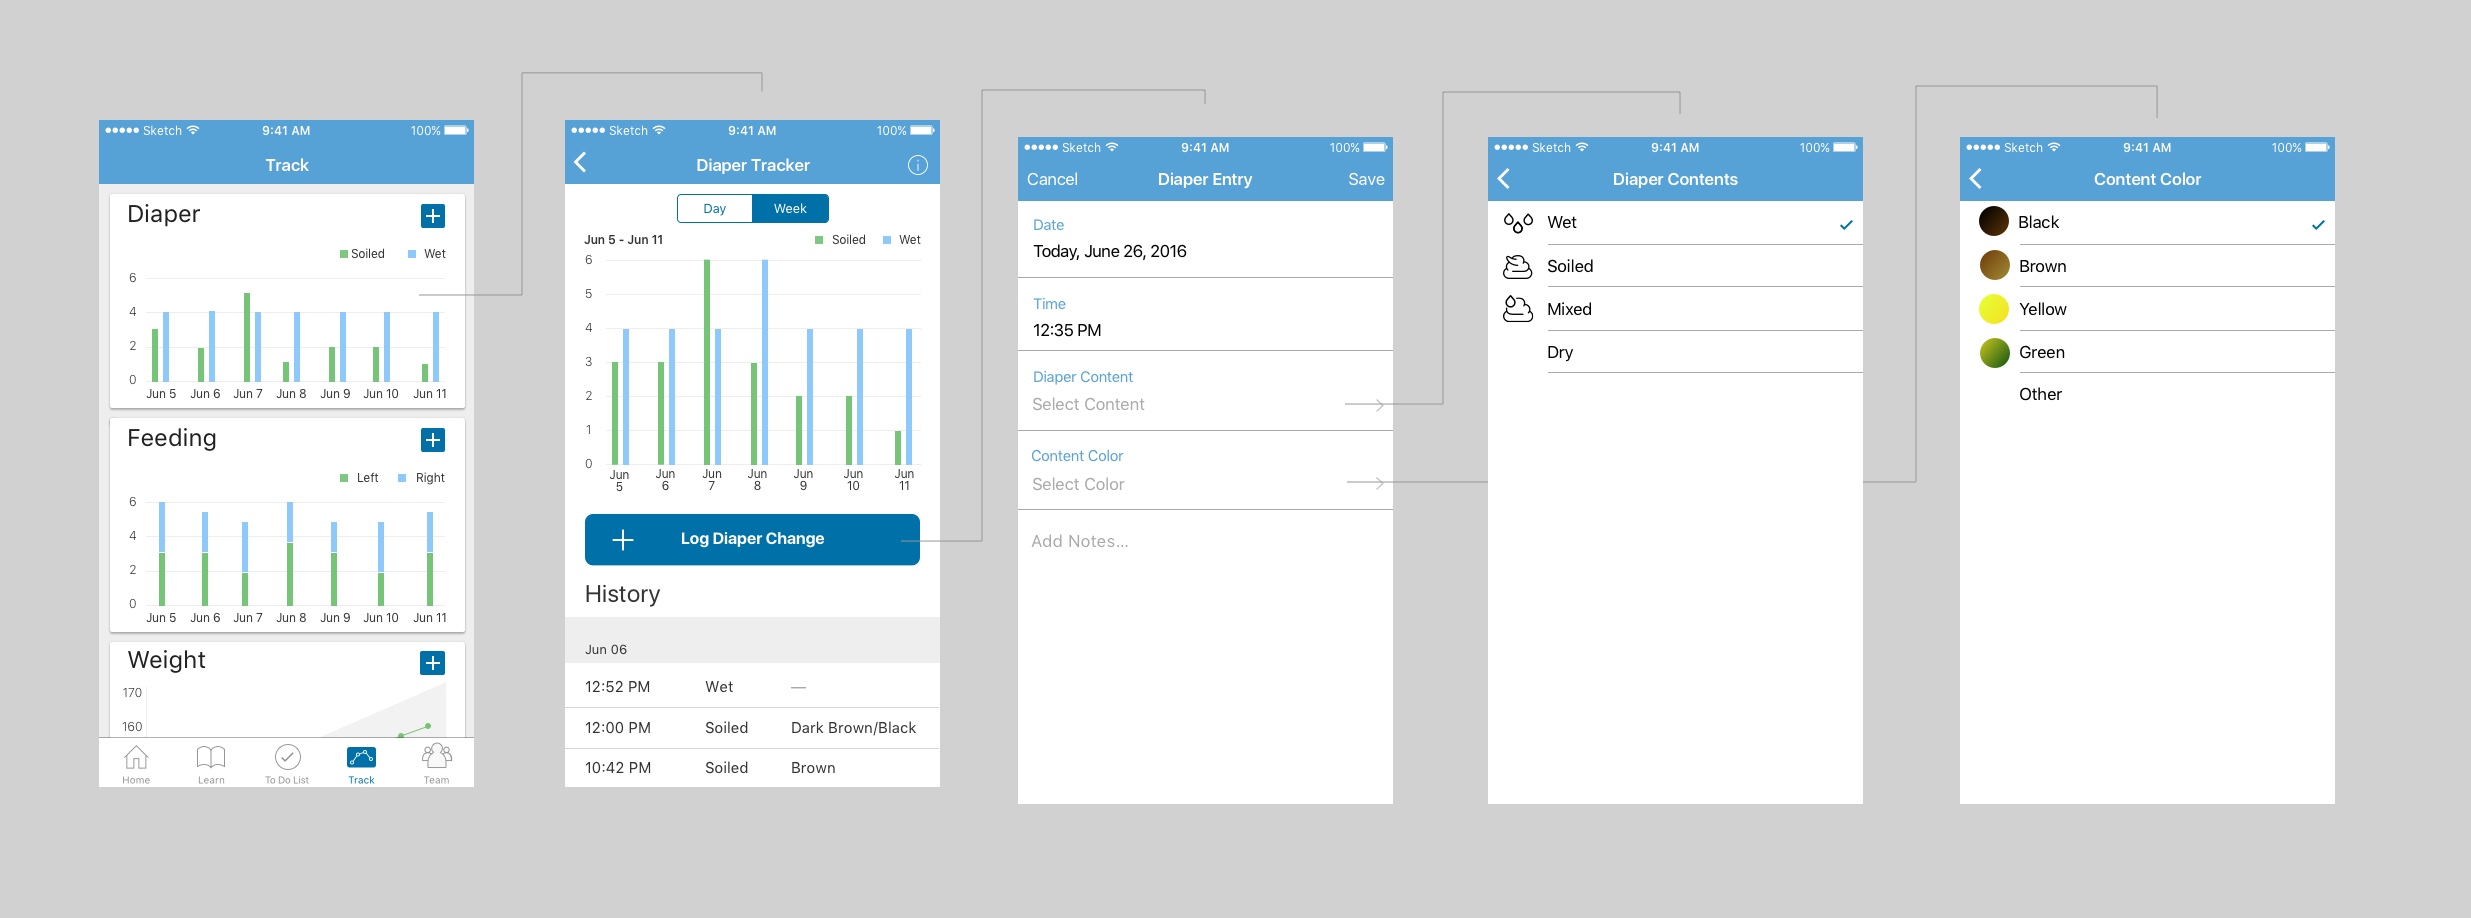 Sketch 9:41 AM 100%
Track
Diaper
Soiled Wet
6
4
2
0
Jun 5 Jun 6 Jun 7 Jun 8 Jun 9 Jun 10 Jun 11
Feeding
Left Right
6
4
2
0
Jun 5 Jun 6 Jun 7 Jun 8 Jun 9 Jun 10 Jun 11
Weight
170
160
Home Learn To Do List Track Team
Sketch 9:41 AM 100%
Diaper Tracker
Day Week
Jun 5 - Jun 11 Soiled Wet
6
5
4
3
2
1
0
Jun 5 Jun 6 Jun 7 Jun 8 Jun 9 Jun 10 Jun 11
Log Diaper Change
History
Jun 06
12:52 PM Wet —
12:00 PM Soiled Dark Brown/Black
10:42 PM Soiled Brown
Sketch 9:41 AM 100%
Cancel Diaper Entry Save
Date
Today, June 26, 2016
Time
12:35 PM
Diaper Content
Select Content
Content Color
Select Color
Add Notes...
Sketch 9:41 AM 100%
Diaper Contents
Wet
Soiled
Mixed
Dry
Sketch 9:41 AM 100%
Content Color
Black
Brown
Yellow
Green
Other